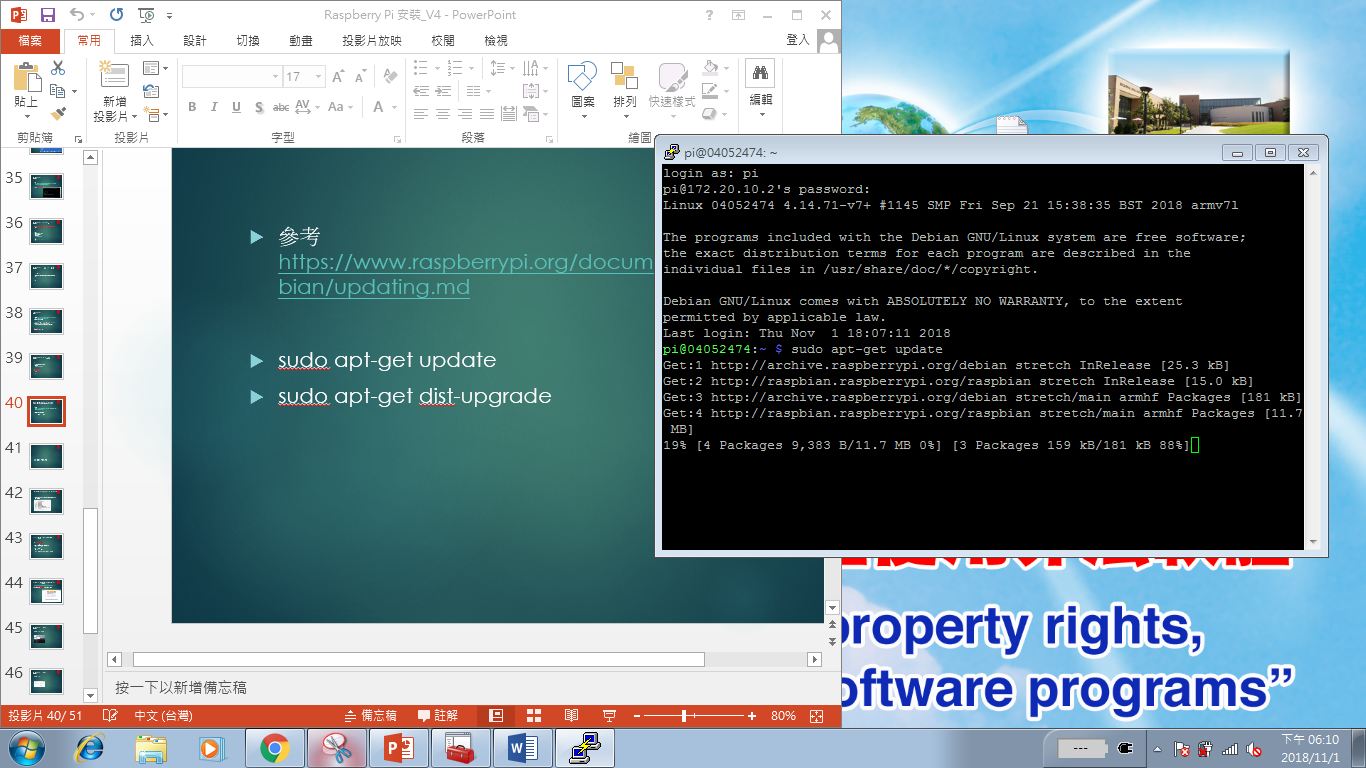 Raspberry Pi 安裝_V4 - PowerPoint
檔案 常用 插入 設計 切換 動畫 投影片放映 校閱 檢視 登入
17
貼上 新增 投影片 B I U S abc AV Aa A 圖案 排列 快速樣式 編輯
剪貼簿 投影片 字型 段落 繪圖
35
36
37
38
39
40
41
42
43
44
45
46
參考
https://www.raspberrypi.org/docum
bian/updating.md
sudo apt-get update
sudo apt-get dist-upgrade
按一下以新增備忘稿
投影片 40/ 51 中文 (台灣) 備忘稿 註解 80%
pi@04052474: ~
login as: pi
pi@172.20.10.2's password:
Linux 04052474 4.14.71-v7+ #1145 SMP Fri Sep 21 15:38:35 BST 2018 armv7l
The programs included with the Debian GNU/Linux system are free software;
the exact distribution terms for each program are described in the
individual files in /usr/share/doc/*/copyright.
Debian GNU/Linux comes with ABSOLUTELY NO WARRANTY, to the extent
permitted by applicable law.
Last login: Thu Nov  1 18:07:11 2018
pi@04052474:~ $ sudo apt-get update
Get:1 http://archive.raspberrypi.org/debian stretch InRelease [25.3 kB]
Get:2 http://raspbian.raspberrypi.org/raspbian stretch InRelease [15.0 kB]
Get:3 http://archive.raspberrypi.org/debian stretch/main armhf Packages [181 kB]
Get:4 http://raspbian.raspberrypi.org/raspbian stretch/main armhf Packages [11.7
MB]
19% [4 Packages 9,383 B/11.7 MB 0%] [3 Packages 159 kB/181 kB 88%]
property rights,
oftware programs”
下午 06:10
2018/11/1